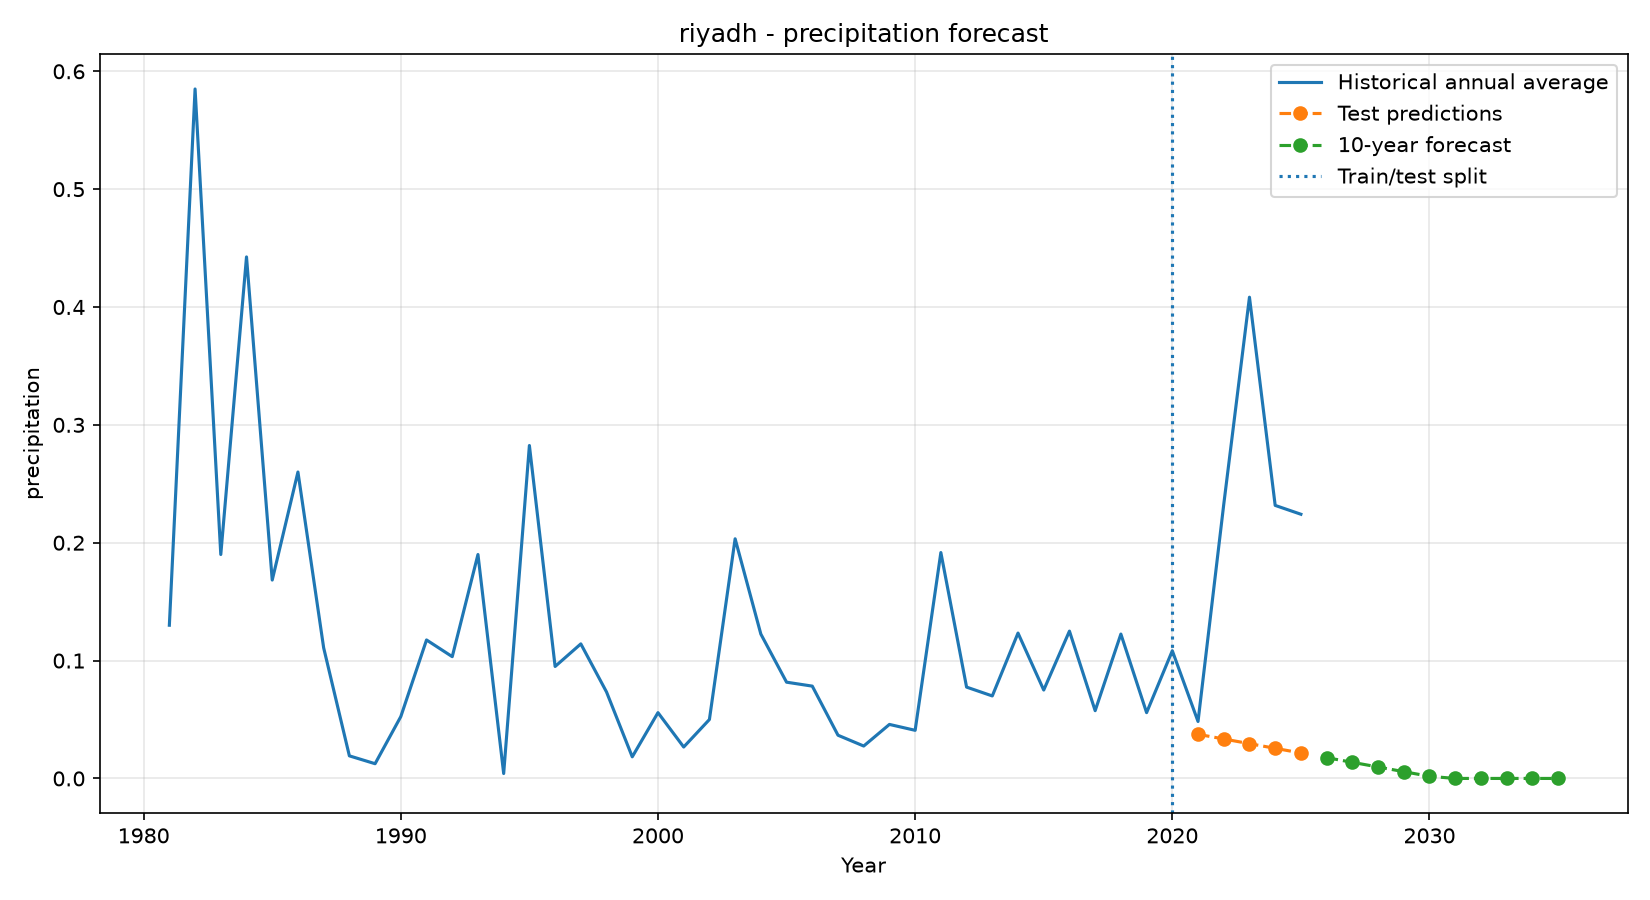 riyadh - precipitation forecast
Historical annual average
Test predictions
10-year forecast
Train/test split
precipitation
0.6
0.5
0.4
0.3
0.2
0.1
0.0
1980 1990 2000 2010 2020 2030
Year